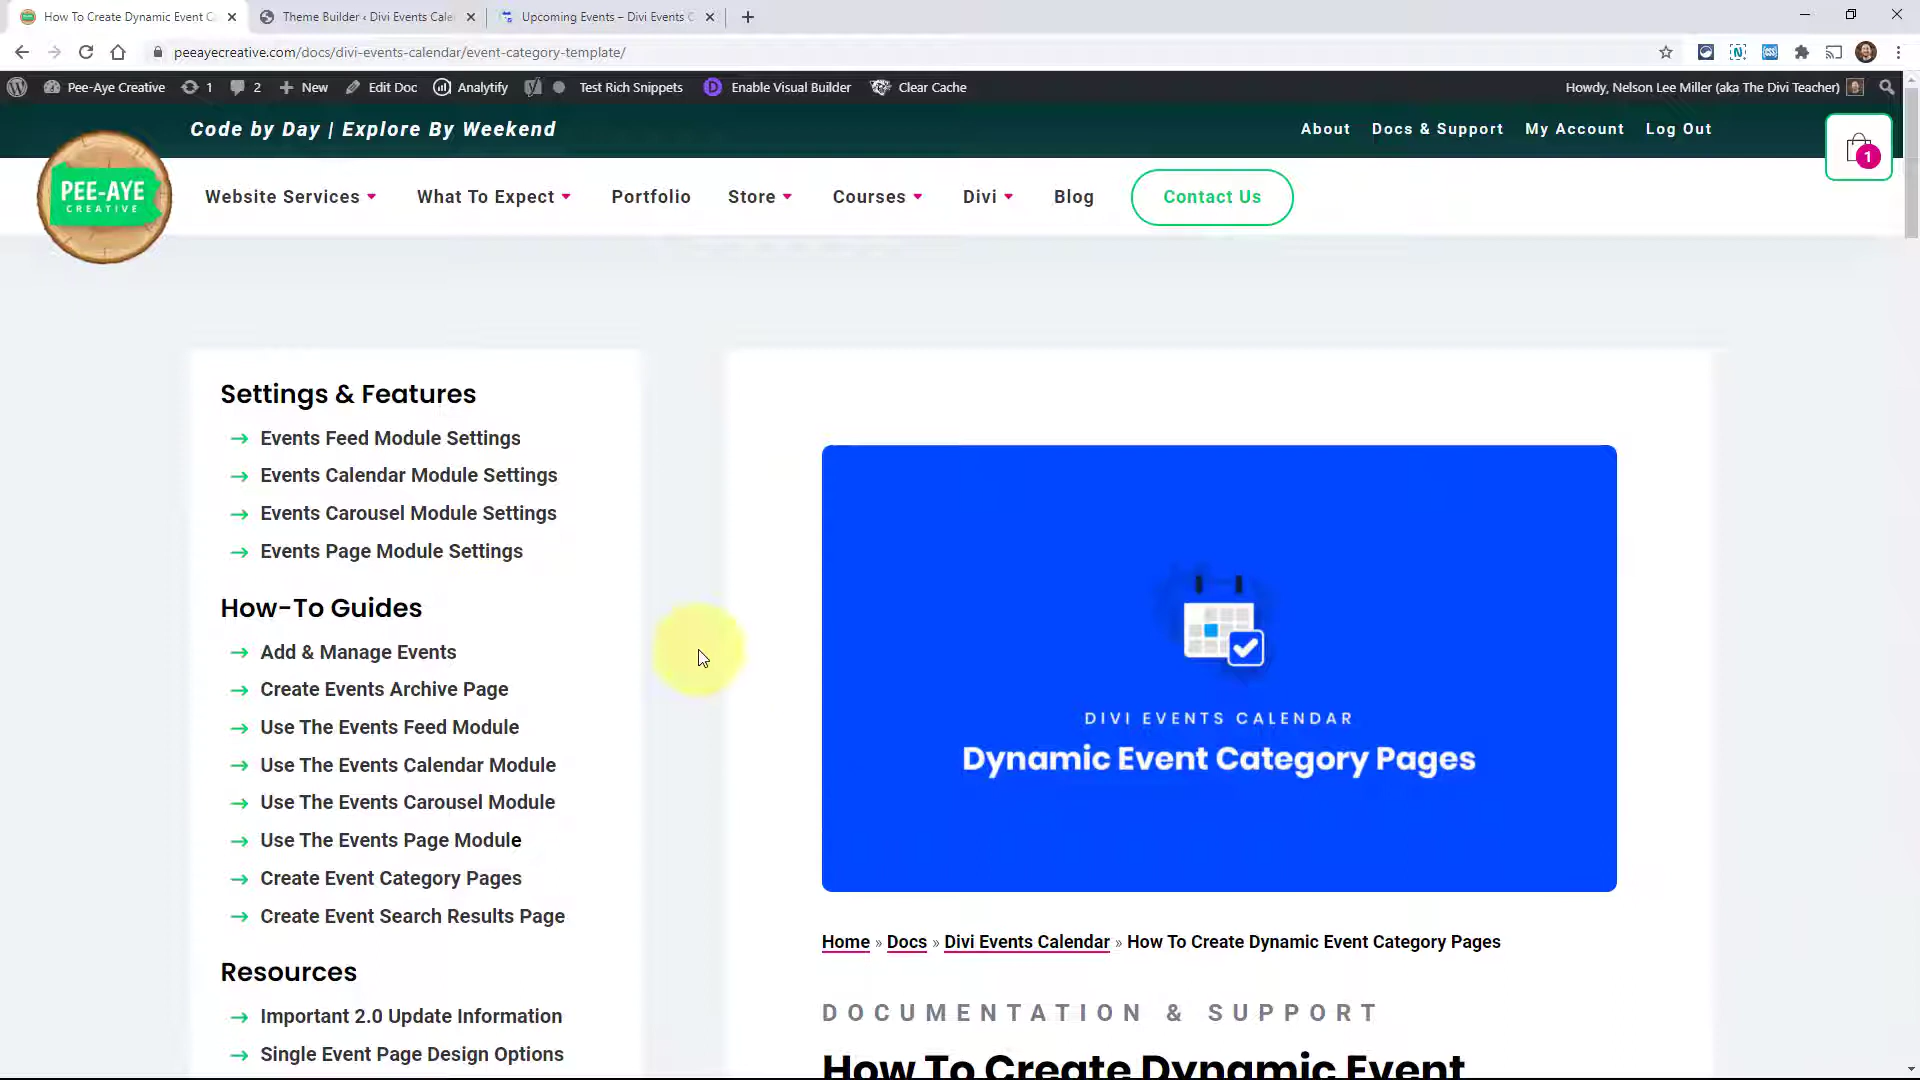 How To Create Dynamic Event C
Theme Builder ‹ Divi Events Cale
Upcoming Events – Divi Events C
peeayecreative.com/docs/divi-events-calendar/event-category-template/
Pee-Aye Creative
1
2
New
Edit Doc
Analytify
Test Rich Snippets
Enable Visual Builder
Clear Cache
Howdy, Nelson Lee Miller (aka The Divi Teacher)
Code by Day | Explore By Weekend
About
Docs & Support
My Account
Log Out
1
PEE-AYE
CREATIVE
Website Services
What To Expect
Portfolio
Store
Courses
Divi
Blog
Contact Us
Settings & Features
Events Feed Module Settings
Events Calendar Module Settings
Events Carousel Module Settings
Events Page Module Settings
How-To Guides
Add & Manage Events
Create Events Archive Page
Use The Events Feed Module
Use The Events Calendar Module
Use The Events Carousel Module
Use The Events Page Module
Create Event Category Pages
Create Event Search Results Page
Resources
Important 2.0 Update Information
Single Event Page Design Options
DIVI EVENTS CALENDAR
Dynamic Event Category Pages
Home » Docs » Divi Events Calendar » How To Create Dynamic Event Category Pages
DOCUMENTATION & SUPPORT
How To Create Dynamic Event